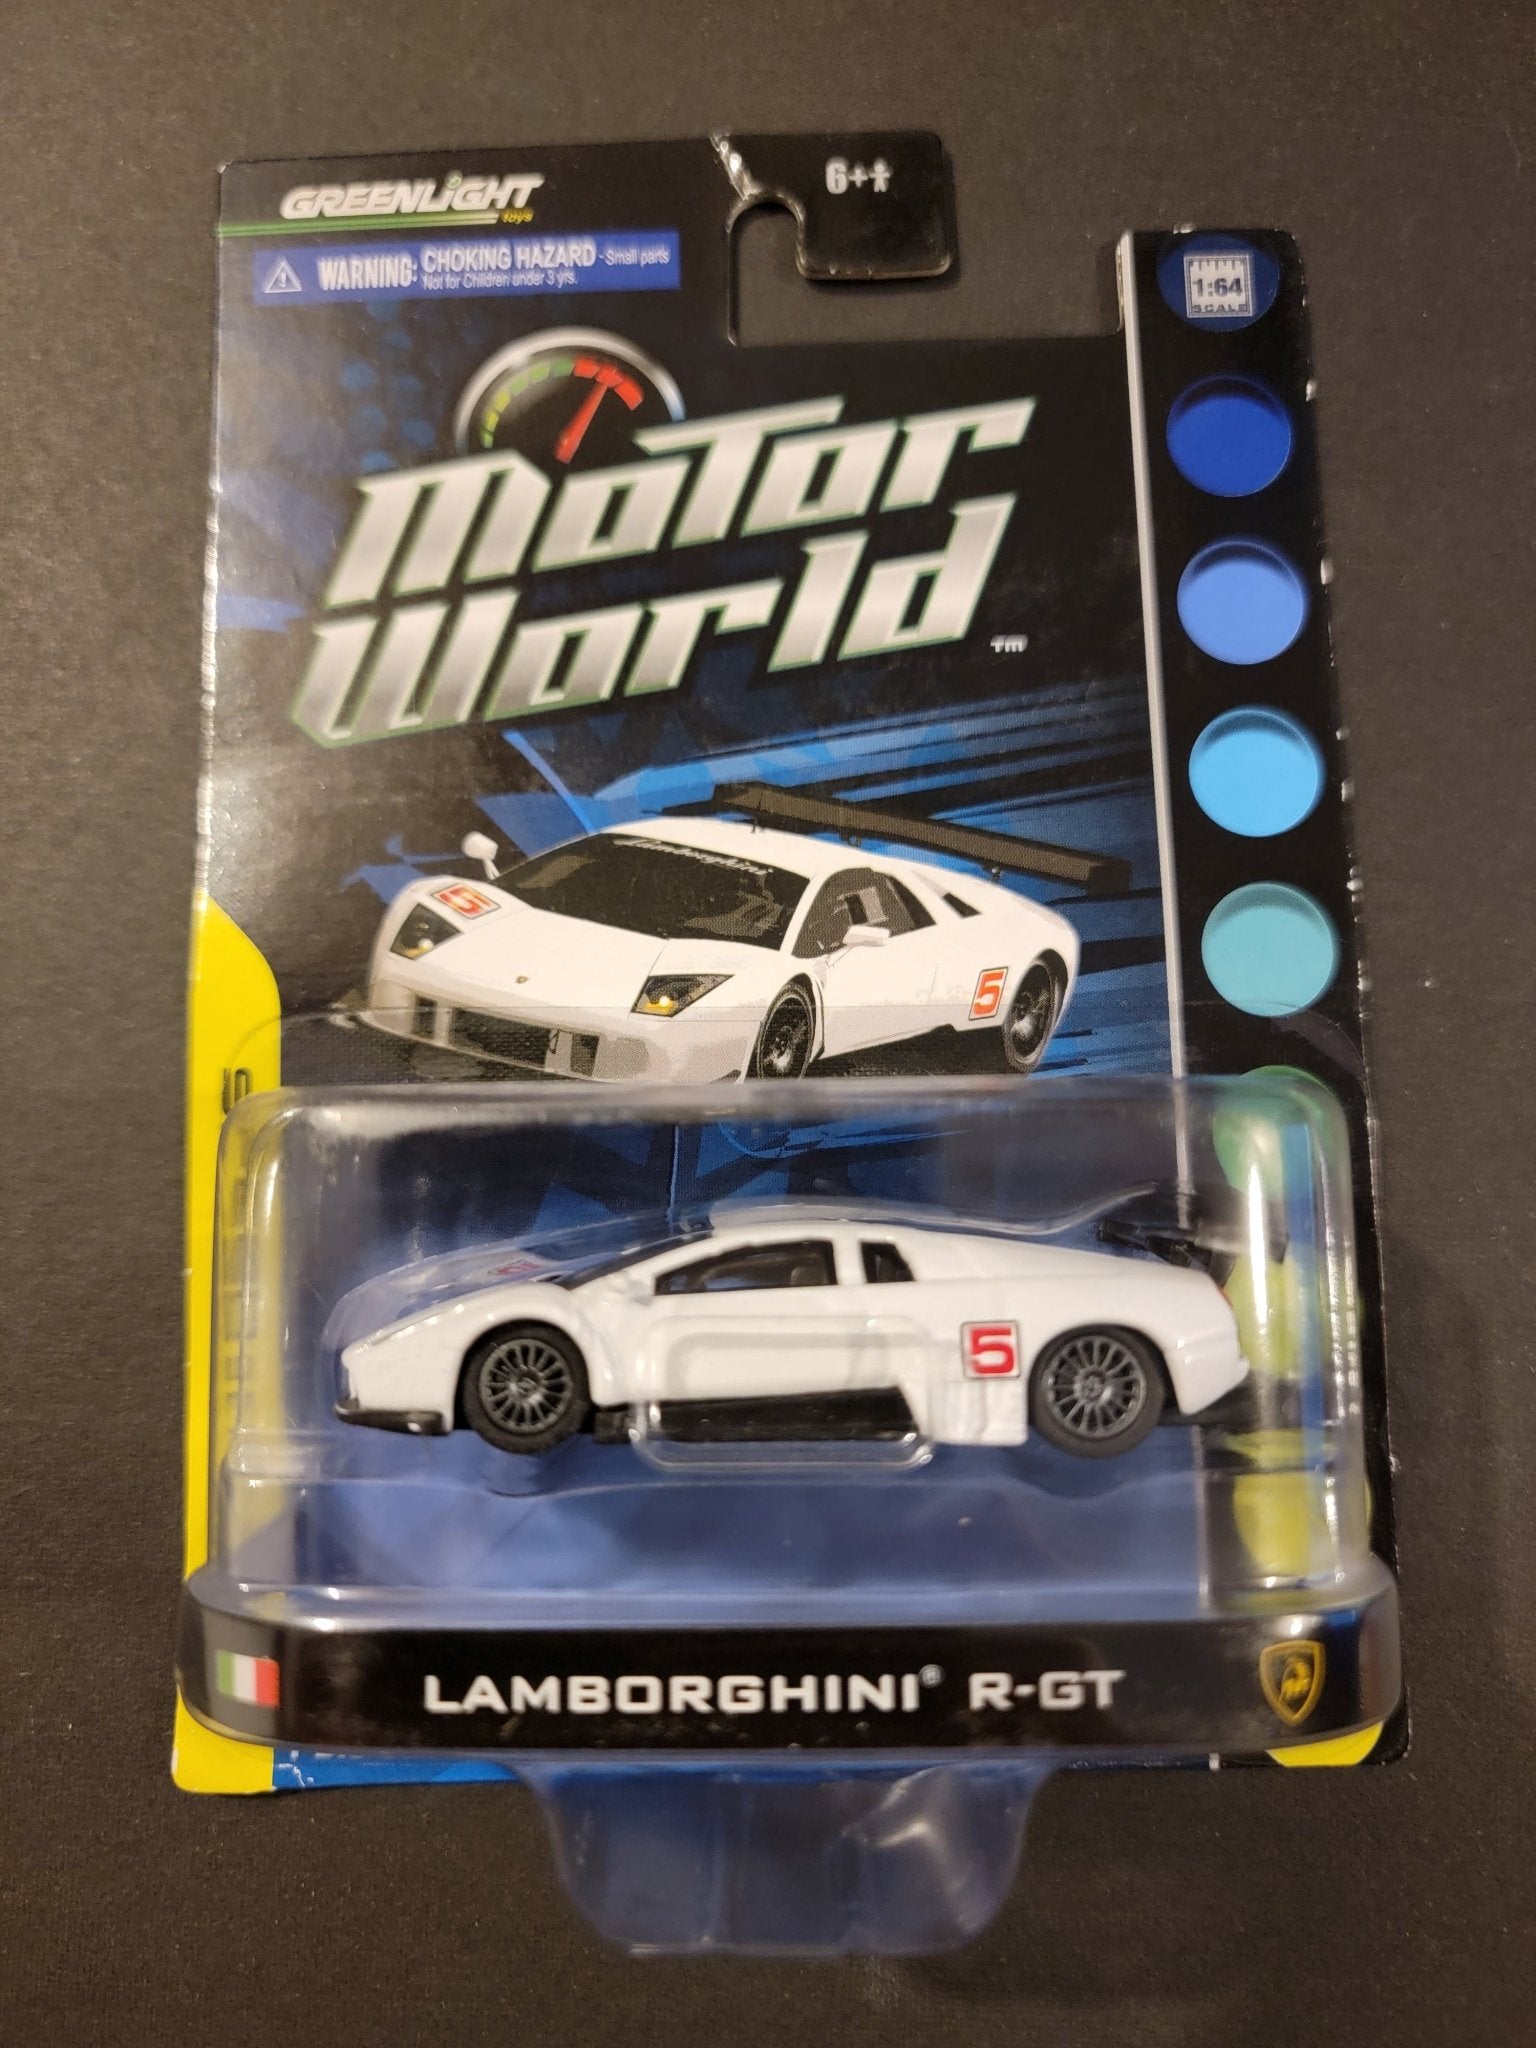 GREENLiGHT
toys
6+
WARNING: CHOKING HAZARD - Small parts
Not for Children under 3 yrs.
1:64
SCALE
Motor
World
™
Lamborghini
5
5
5
LAMBORGHINI® R-GT